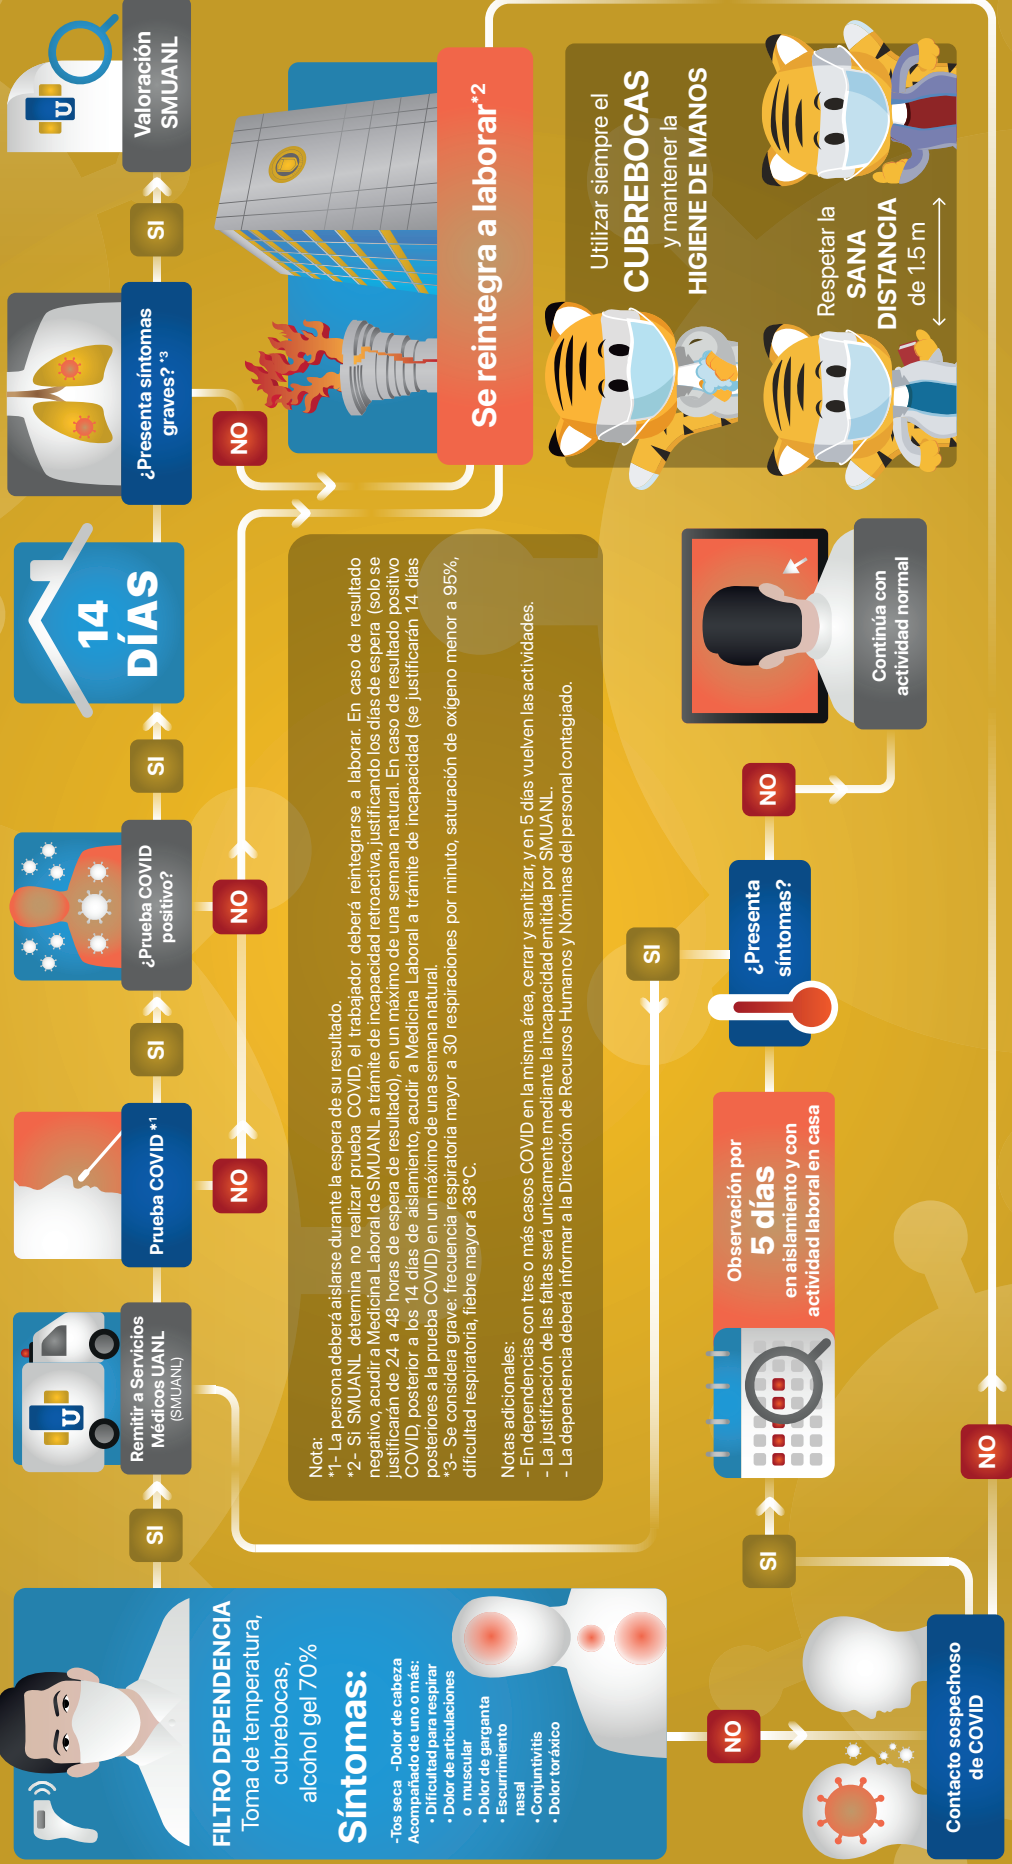 FILTRO DEPENDENCIA
Toma de temperatura,
cubrebocas,
alcohol gel 70%
Síntomas:
-Tos seca -Dolor de cabeza
Acompañado de uno o más:
• Dificultad para respirar
• Dolor de articulaciones
o muscular
• Dolor de garganta
• Escurrimiento
nasal
• Conjuntivitis
• Dolor toráxico
SI
Remitir a Servicios
Médicos UANL
(SMUANL)
U
Prueba COVID *1
SI
¿Prueba COVID
positivo?
SI
14
DÍAS
¿Presenta síntomas
graves? *3
SI
Valoración
SMUANL
U
NO
NO
NO
Se reintegra a laborar*2
Nota:
*1- La persona deberá aislarse durante la espera de su resultado.
*2- Si SMUANL determina no realizar prueba COVID, el trabajador deberá reintegrarse a laborar. En caso de resultado
negativo, acudir a Medicina Laboral de SMUANL a trámite de incapacidad retroactiva, justificando los días de espera (solo se
justificarán de 24 a 48 horas de espera de resultado), en un máximo de una semana natural. En caso de resultado positivo
COVID, posterior a los 14 días de aislamiento, acudir a Medicina Laboral a trámite de incapacidad (se justificarán 14 días
posteriores a la prueba COVID) en un máximo de una semana natural.
*3- Se considera grave: frecuencia respiratoria mayor a 30 respiraciones por minuto, saturación de oxígeno menor a 95%,
dificultad respiratoria, fiebre mayor a 38°C.
Notas adicionales:
- En dependencias con tres o más casos COVID en la misma área, cerrar y sanitizar, y en 5 días vuelven las actividades.
- La justificación de las faltas será unicamente mediante la incapacidad emitida por SMUANL.
- La dependencia deberá informar a la Dirección de Recursos Humanos y Nóminas del personal contagiado.
Utilizar siempre el
CUBREBOCAS
y mantener la
HIGIENE DE MANOS
Respetar la
SANA
DISTANCIA
de 1.5 m
NO
Contacto sospechoso
de COVID
SI
Observación por
5 días
en aislamiento y con
actividad laboral en casa
¿Presenta
síntomas?
SI
NO
Continúa con
actividad normal
NO